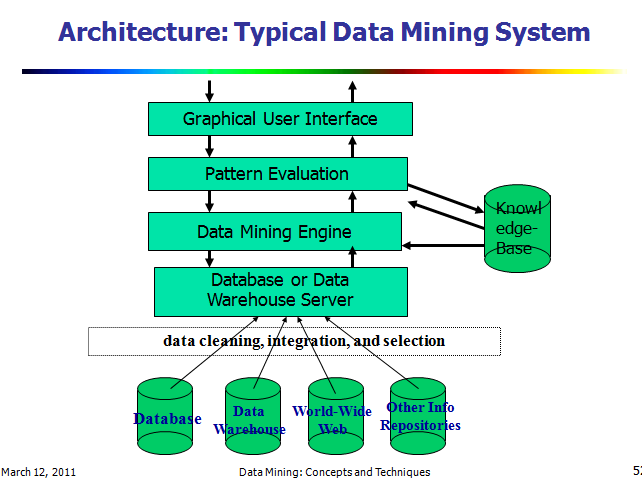 Architecture: Typical Data Mining System
Graphical User Interface
Pattern Evaluation
Data Mining Engine
Knowl
edge-
Base
Database or Data
Warehouse Server
data cleaning, integration, and selection
Database
Data
Warehouse
World-Wide
Web
Other Info
Repositories
March 12, 2011
Data Mining: Concepts and Techniques